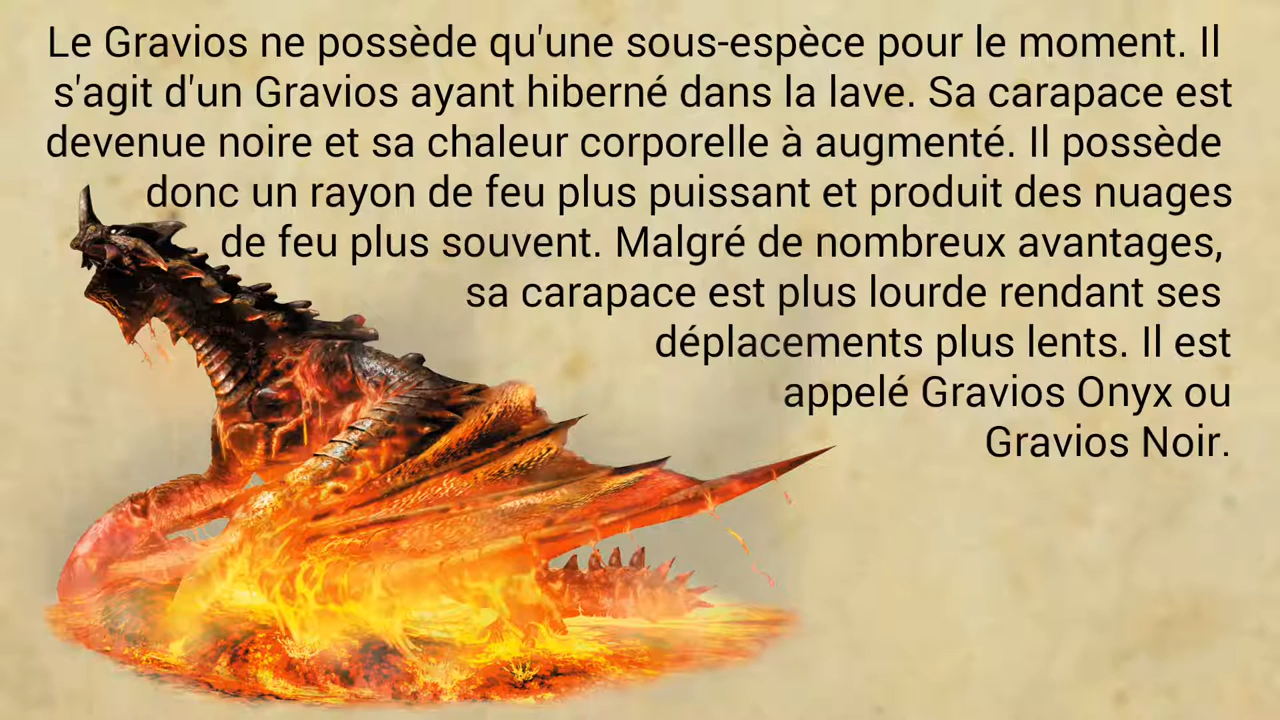 Le Gravios ne possède qu'une sous-espèce pour le moment. Il
s'agit d'un Gravios ayant hiberné dans la lave. Sa carapace est
devenue noire et sa chaleur corporelle à augmenté. Il possède
donc un rayon de feu plus puissant et produit des nuages
de feu plus souvent. Malgré de nombreux avantages,
sa carapace est plus lourde rendant ses
déplacements plus lents. Il est
appelé Gravios Onyx ou
Gravios Noir.